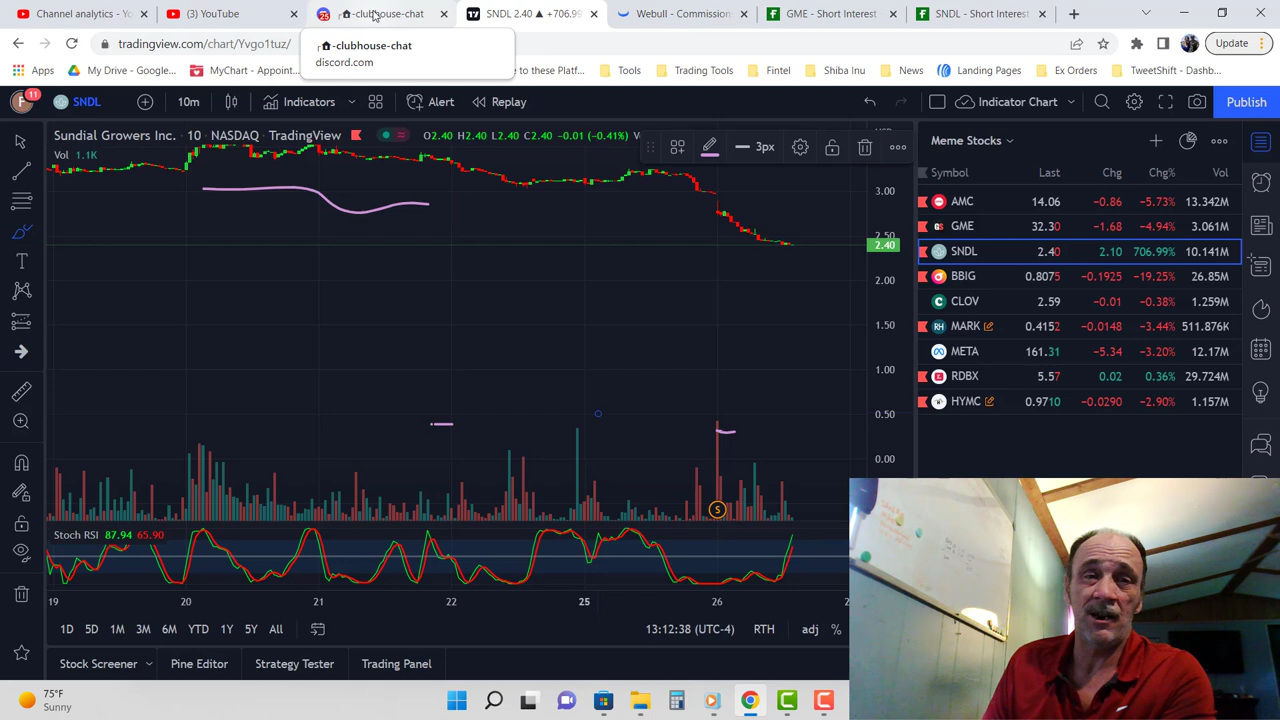 Channel analytics - YouTube
(3) YouTube
25
-clubhouse-chat
SNDL 2.40 ▲ +706.99
Webull - Commission
GME - Short Interest
SNDL - Short Interest
tradingview.com/chart/Yvgo1tuz/
-clubhouse-chat
discord.com
Update
Apps
My Drive - Google...
MyChart - Appoint...
e to these Platf...
Tools
Trading Tools
Fintel
Shiba Inu
News
Landing Pages
Ex Orders
TweetShift - Dashb...
F
11
SNDL
10m
Indicators
Alert
Replay
Indicator Chart
Publish
Sundial Growers Inc. · 10 · NASDAQ · TradingView
O2.40 H2.40 L2.40 C2.40 −0.01 (−0.41%)
Vol 1.1K
3px
3.00
2.50
2.40
2.00
1.50
1.00
0.50
0.00
S
Stoch RSI 87.94 65.90
19
20
21
22
25
26
1D
5D
1M
3M
6M
YTD
1Y
5Y
All
13:12:38 (UTC-4)
RTH
adj
%
Stock Screener
Pine Editor
Strategy Tester
Trading Panel
Meme Stocks
Symbol Last Chg Chg% Vol
AMC 14.06 −0.86 −5.73% 13.342M
GME 32.30 −1.68 −4.94% 3.061M
SNDL 2.40 2.10 706.99% 10.141M
BBIG 0.8075 −0.1925 −19.25% 26.85M
CLOV 2.59 −0.01 −0.38% 1.259M
MARK 0.4152 −0.0148 −3.44% 511.876K
META 161.31 −5.34 −3.20% 12.17M
RDBX 5.57 0.02 0.36% 29.724M
HYMC 0.9710 −0.0290 −2.90% 1.157M
75°F
Sunny